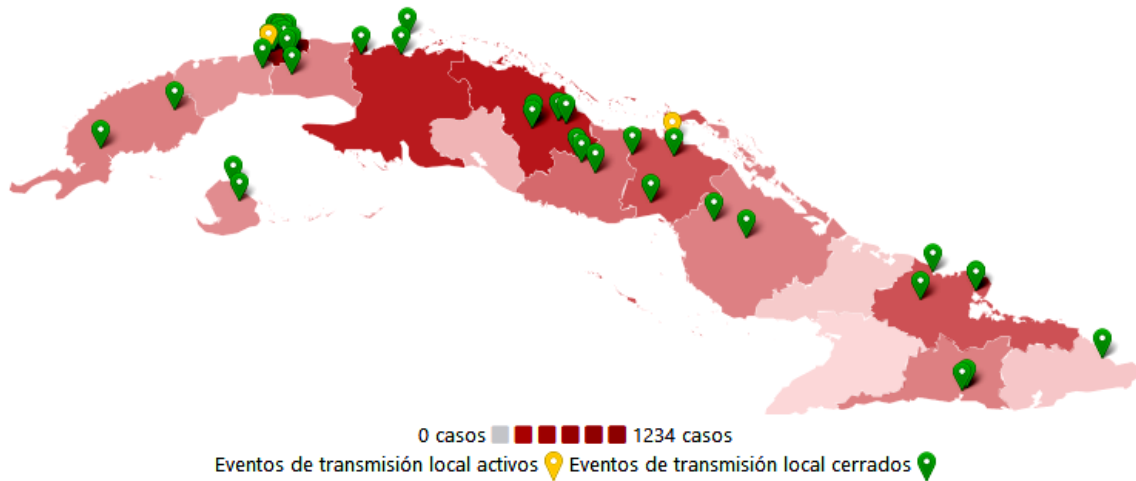 0 casos 1234 casos
Eventos de transmisión local activos Eventos de transmisión local cerrados